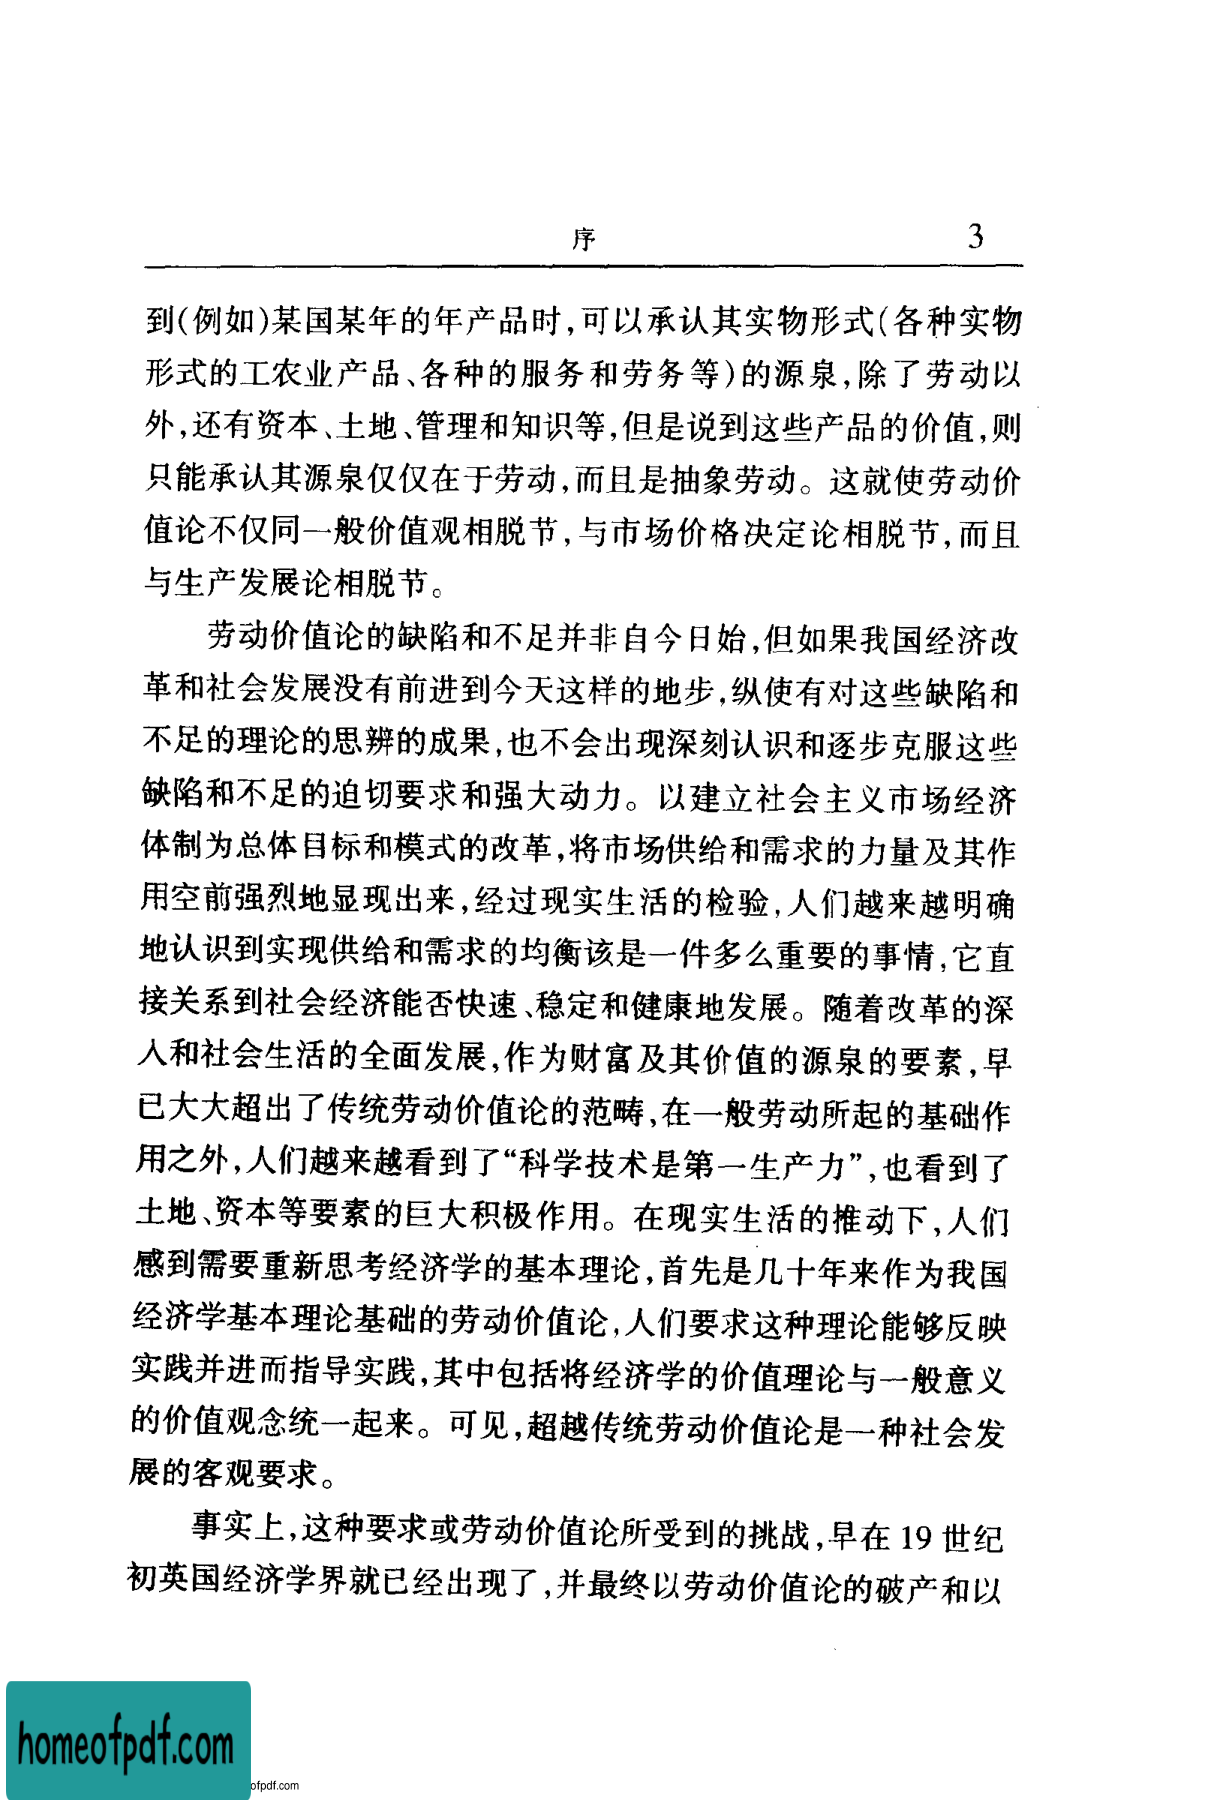 序 3
到(例如)某国某年的年产品时,可以承认其实物形式(各种实物
形式的工农业产品、各种的服务和劳务等)的源泉,除了劳动以
外,还有资本、土地、管理和知识等,但是说到这些产品的价值,则
只能承认其源泉仅仅在于劳动,而且是抽象劳动。这就使劳动价
值论不仅同一般价值观相脱节,与市场价格决定论相脱节,而且
与生产发展论相脱节。
劳动价值论的缺陷和不足并非自今日始,但如果我国经济改
革和社会发展没有前进到今天这样的地步,纵使有对这些缺陷和
不足的理论的思辨的成果,也不会出现深刻认识和逐步克服这些
缺陷和不足的迫切要求和强大动力。以建立社会主义市场经济
体制为总体目标和模式的改革,将市场供给和需求的力量及其作
用空前强烈地显现出来,经过现实生活的检验,人们越来越明确
地认识到实现供给和需求的均衡该是一件多么重要的事情,它直
接关系到社会经济能否快速、稳定和健康地发展。随着改革的深
入和社会生活的全面发展,作为财富及其价值的源泉的要素,早
已大大超出了传统劳动价值论的范畴,在一般劳动所起的基础作
用之外,人们越来越看到了“科学技术是第一生产力”,也看到了
土地、资本等要素的巨大积极作用。在现实生活的推动下,人们
感到需要重新思考经济学的基本理论,首先是几十年来作为我国
经济学基本理论基础的劳动价值论,人们要求这种理论能够反映
实践并进而指导实践,其中包括将经济学的价值理论与一般意义
的价值观念统一起来。可见,超越传统劳动价值论是一种社会发
展的客观要求。
事实上,这种要求或劳动价值论所受到的挑战,早在 19 世纪
初英国经济学界就已经出现了,并最终以劳动价值论的破产和以
homeofpdf.com
ofpdf.com